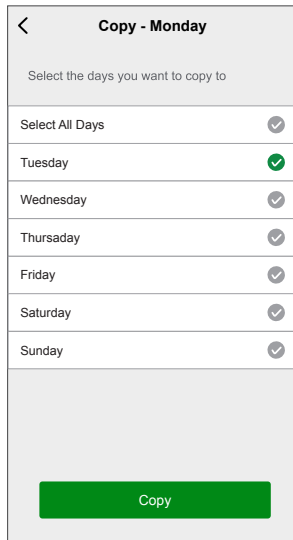 Copy - Monday
Select the days you want to copy to
Select All Days
Tuesday
Wednesday
Thursaday
Friday
Saturday
Sunday
Copy